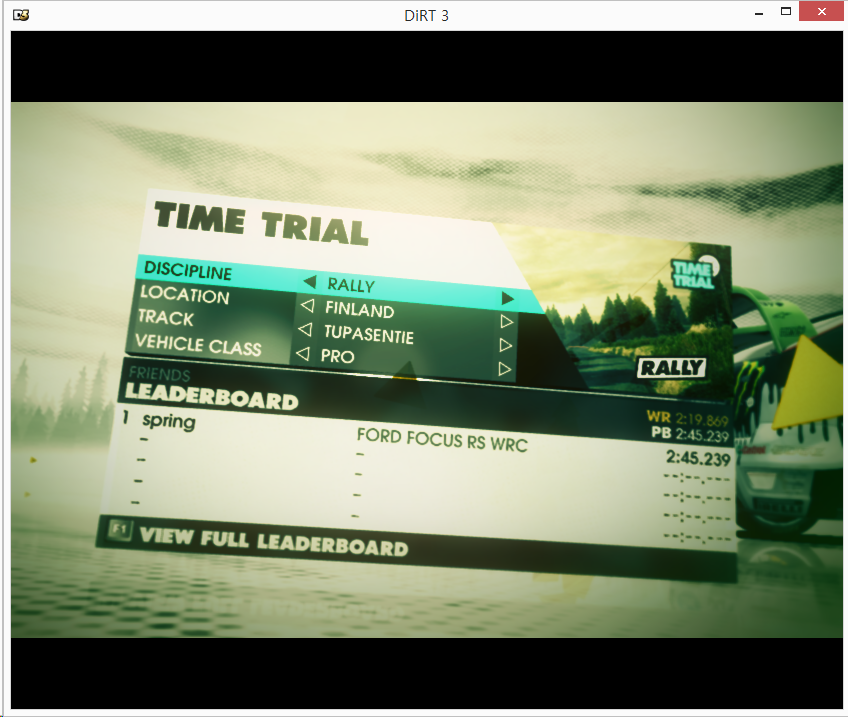 DiRT 3
TIME TRIAL
TIME
TRIAL
DISCIPLINE RALLY
LOCATION FINLAND
TRACK TUPASENTIE
VEHICLE CLASS PRO
RALLY
FRIENDS
LEADERBOARD
WR 2:19.869
PB 2:45.239
1 spring FORD FOCUS RS WRC 2:45.239
- - --:--.---
- - --:--.---
- - --:--.---
- - --:--.---
F1 VIEW FULL LEADERBOARD